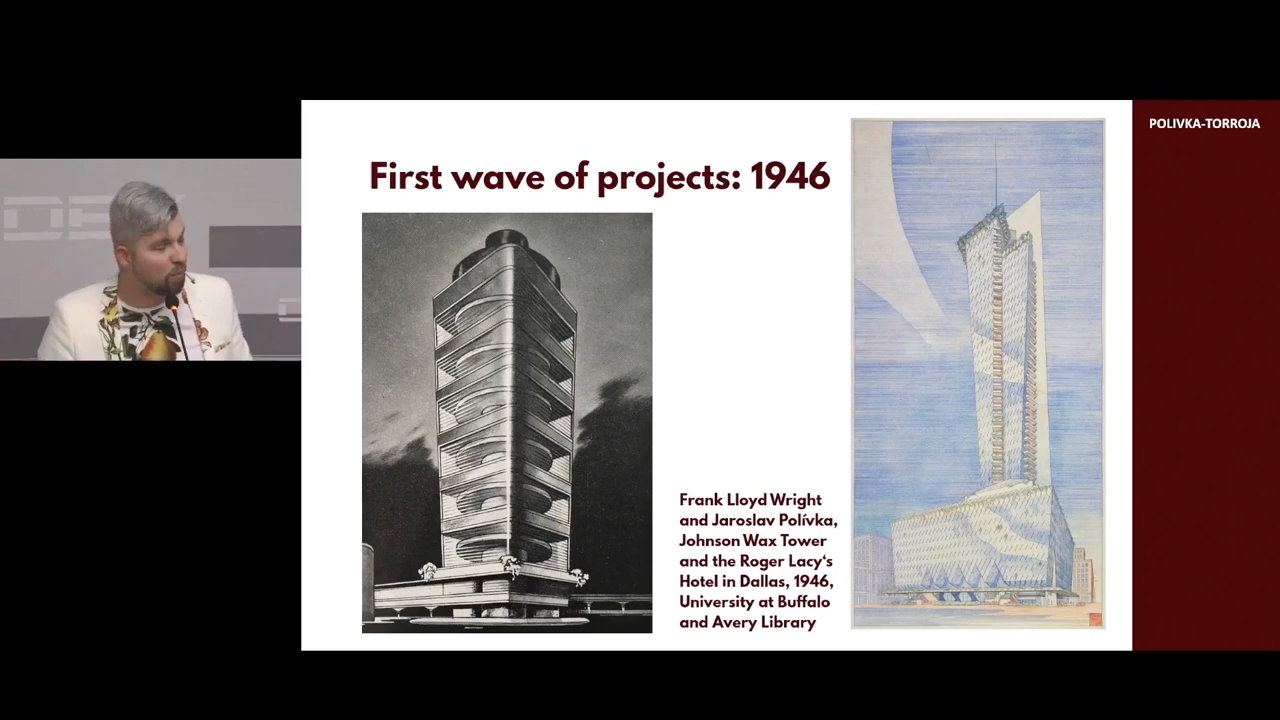 First wave of projects: 1946
POLIVKA-TORROJA
Frank Lloyd Wright
and Jaroslav Polívka,
Johnson Wax Tower
and the Roger Lacy‘s
Hotel in Dallas, 1946,
University at Buffalo
and Avery Library